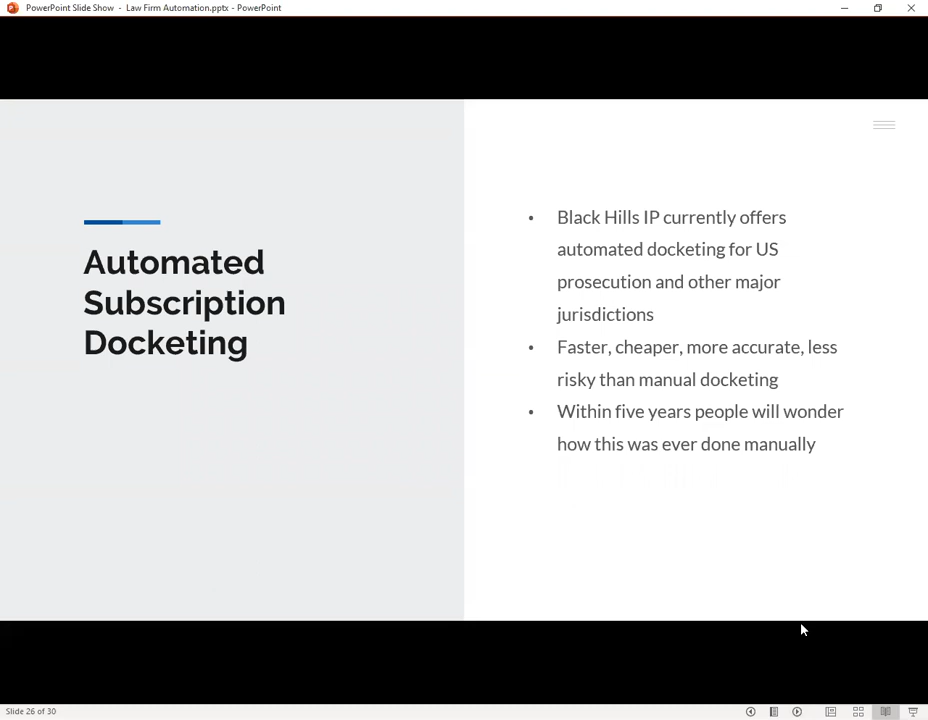 PowerPoint Slide Show - Law Firm Automation.pptx - PowerPoint
Automated
Subscription
Docketing
• Black Hills IP currently offers
automated docketing for US
prosecution and other major
jurisdictions
• Faster, cheaper, more accurate, less
risky than manual docketing
• Within five years people will wonder
how this was ever done manually
Slide 26 of 30